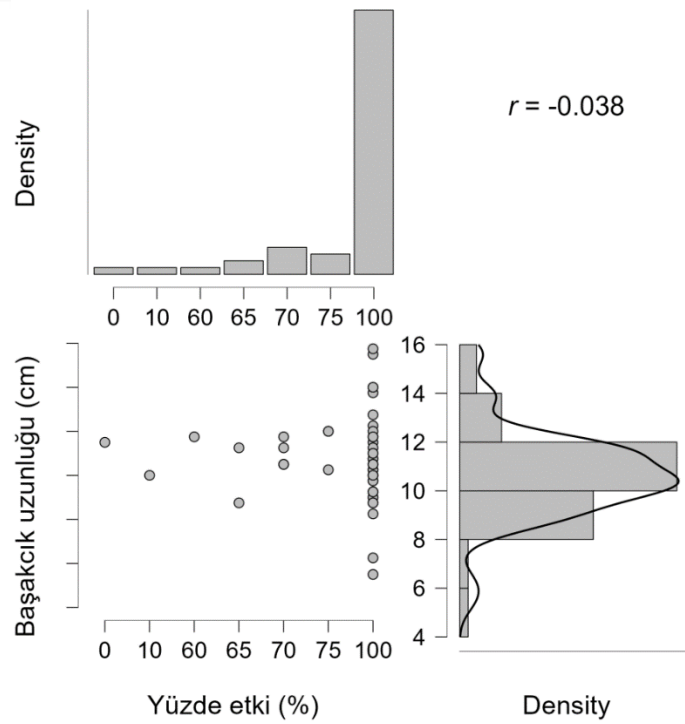 Density
r = -0.038
0 10 60 65 70 75 100
Başakcık uzunluğu (cm)
16
14
12
10
8
6
4
0 10 60 65 70 75 100
Yüzde etki (%)
Density